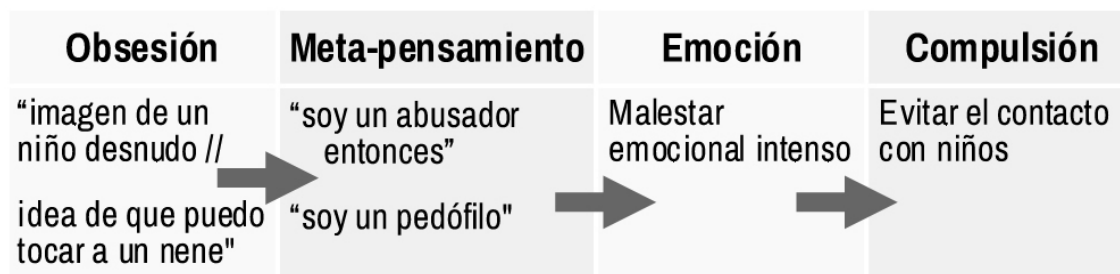 Obsesión
Meta-pensamiento
Emoción
Compulsión
“imagen de un
niño desnudo //
idea de que puedo
tocar a un nene"
“soy un abusador
entonces”
“soy un pedófilo"
Malestar
emocional intenso
Evitar el contacto
con niños